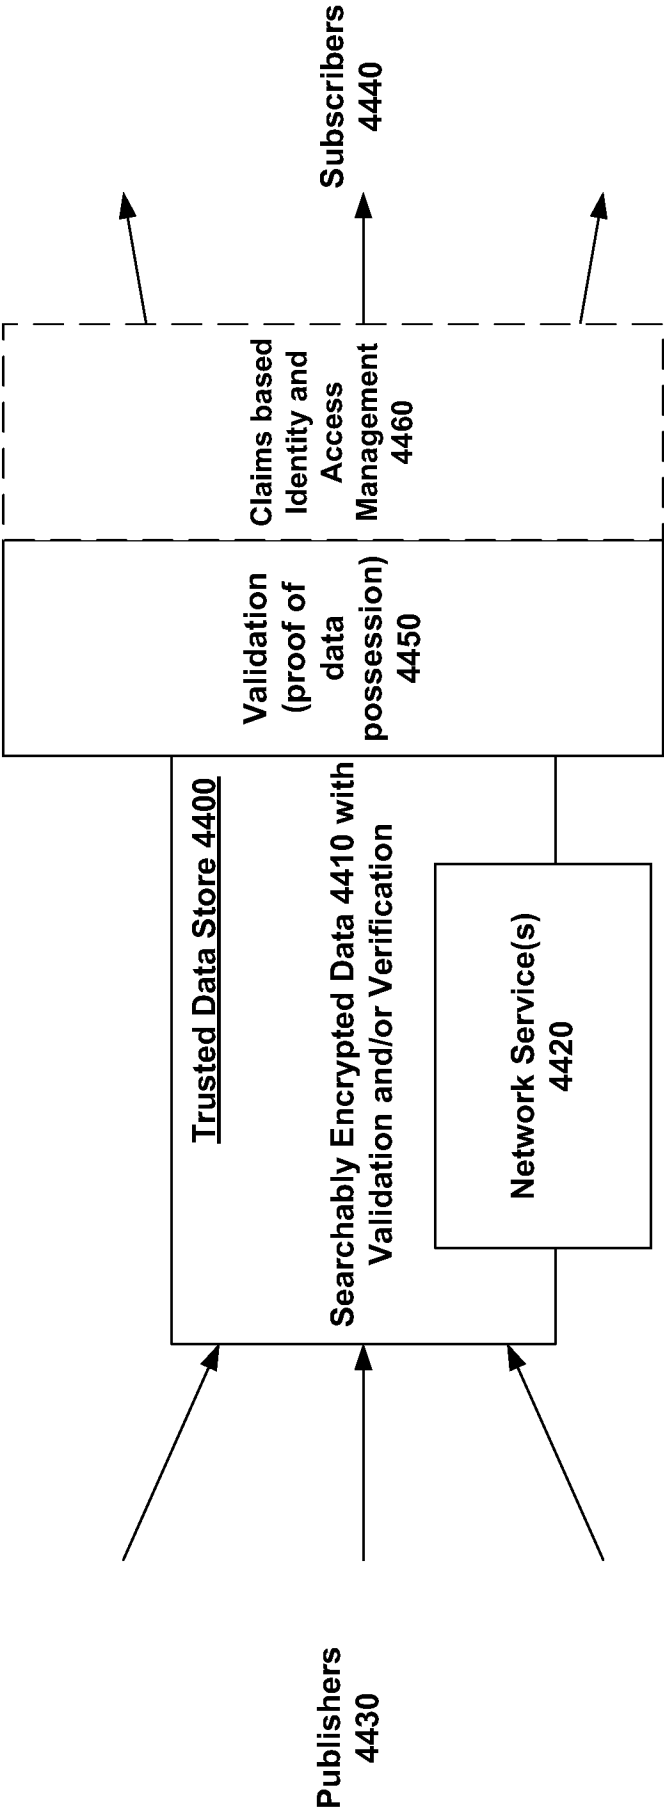 Publishers
4430
Trusted Data Store 4400
Searchably Encrypted Data 4410 with
Validation and/or Verification
Network Service(s)
4420
Validation
(proof of
data
possession)
4450
Claims based
Identity and
Access
Management
4460
Subscribers
4440